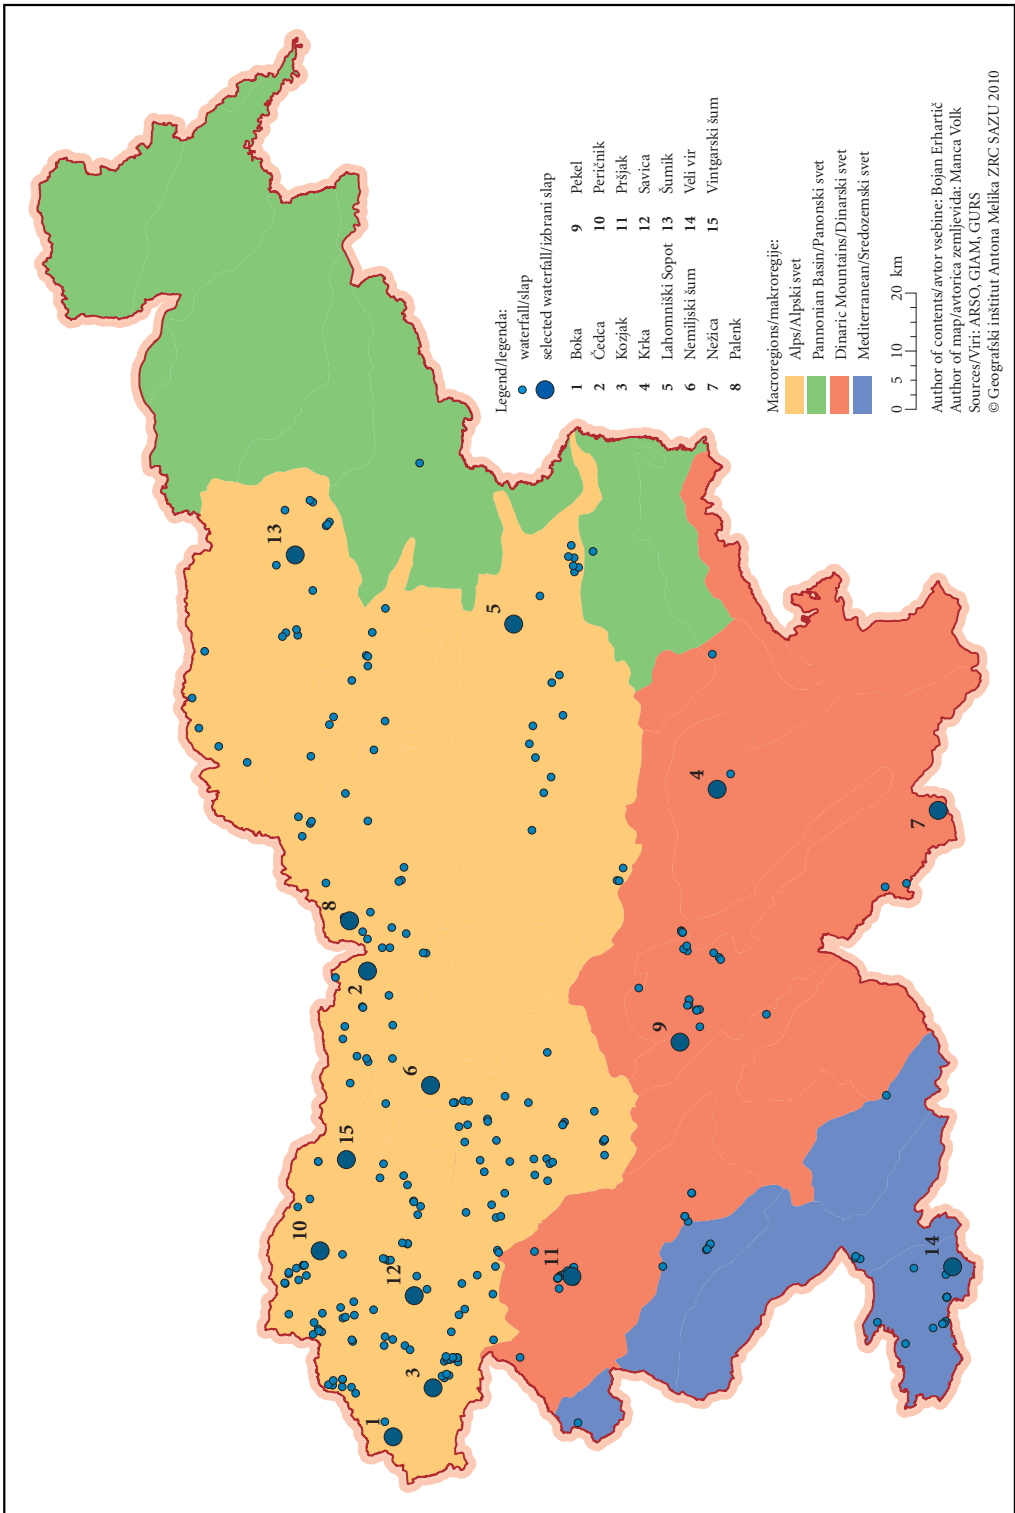 Legend/legenda:
waterfall/slap
selected waterfall/izbrani slap
1 Boka
2 Čedca
3 Kozjak
4 Krka
5 Lahomniški Sopot
6 Nemiljski šum
7 Nežica
8 Palenk
9 Pekel
10 Peričnik
11 Pršjak
12 Savica
13 Šumik
14 Veli vir
15 Vintgarski šum
Macroregions/makroregije:
Alps/Alpski svet
Pannonian Basin/Panonski svet
Dinaric Mountains/Dinarski svet
Mediterranean/Sredozemski svet
0 5 10 20 km
Author of contents/avtor vsebine: Bojan Erhartič
Author of map/avtorica zemljevida: Manca Volk
Sources/Viri: ARSO, GIAM, GURS
© Geografski inštitut Antona Melika ZRC SAZU 2010
1
3
12
10
15
6
2
8
13
5
4
7
9
11
14